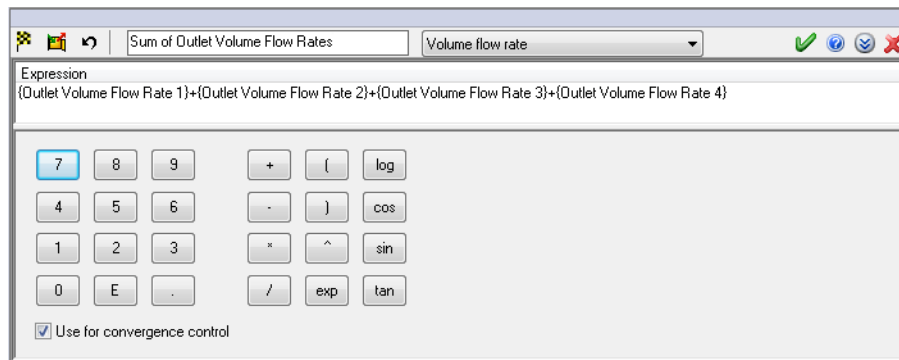 Sum of Outlet Volume Flow Rates Volume flow rate
Expression
{Outlet Volume Flow Rate 1}+{Outlet Volume Flow Rate 2}+{Outlet Volume Flow Rate 3}+{Outlet Volume Flow Rate 4}
7 8 9 + ( log
4 5 6 - ) cos
1 2 3 * ^ sin
0 E . / exp tan
Use for convergence control